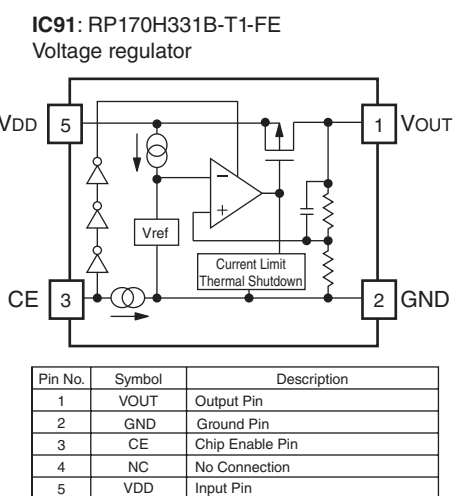 IC91: RP170H331B-T1-FE
Voltage regulator
VDD 5
1 VOUT
−
+
Vref
Current Limit
Thermal Shutdown
CE 3
2 GND
Pin No. Symbol Description
1 VOUT Output Pin
2 GND Ground Pin
3 CE Chip Enable Pin
4 NC No Connection
5 VDD Input Pin